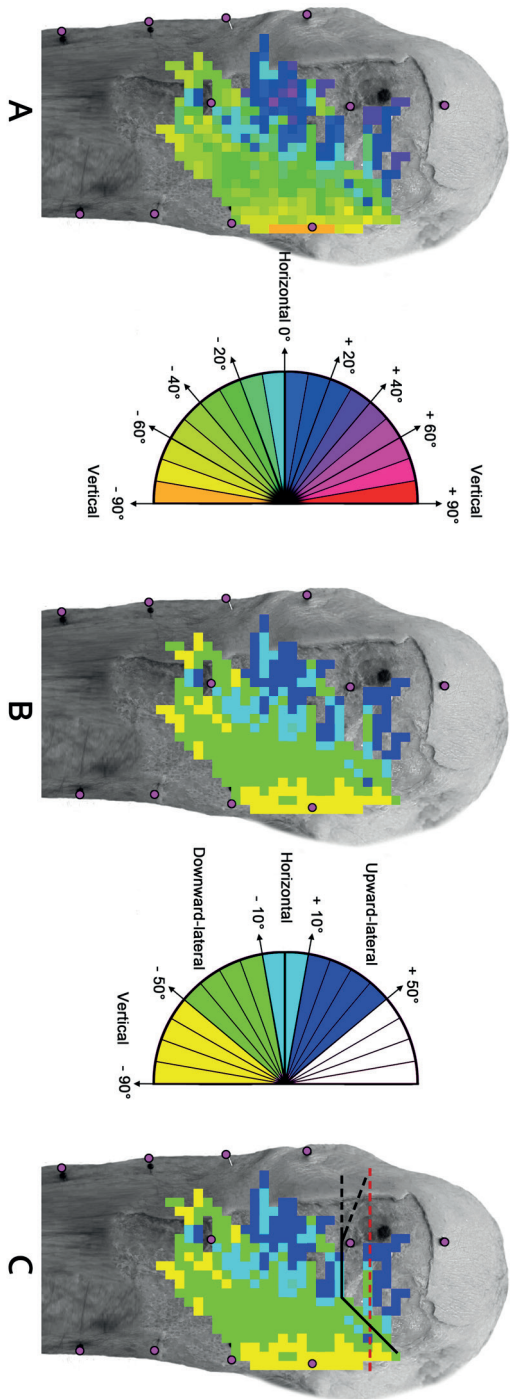 A
Vertical
+ 90°
+ 60°
+ 40°
+ 20°
Horizontal 0°
- 20°
- 40°
- 60°
- 90°
Vertical
B
+ 50°
Upward-lateral
+ 10°
Horizontal
- 10°
Downward-lateral
- 50°
Vertical
- 90°
C